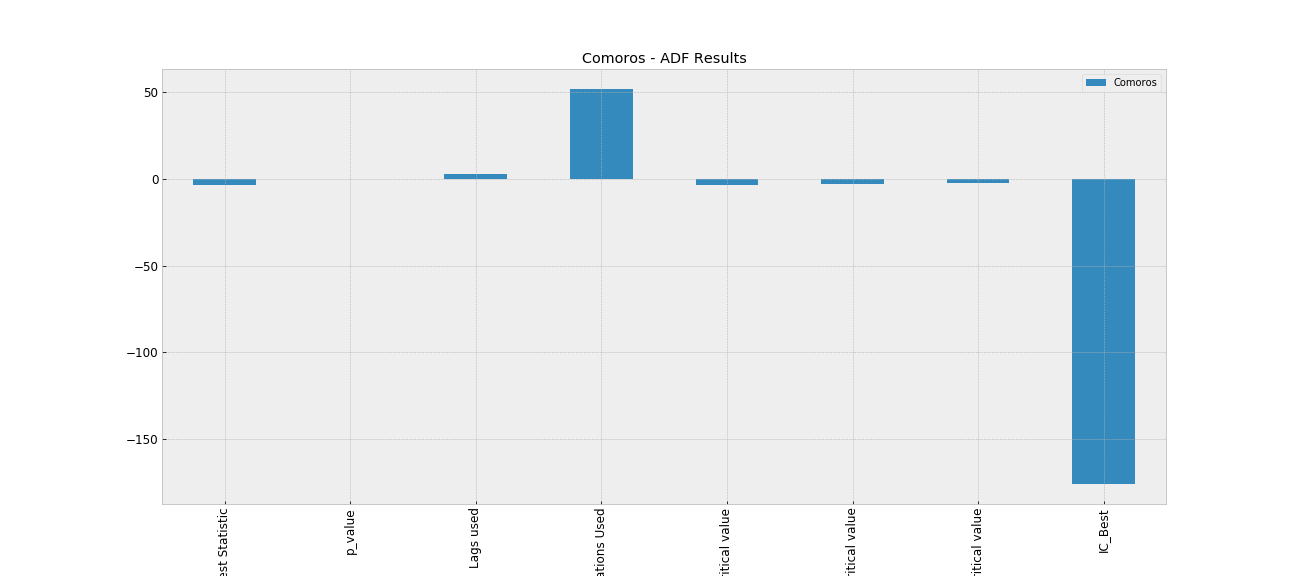 Comoros - ADF Results
Comoros
50
0
−50
−100
−150
est Statistic
p_value
Lags used
ations Used
ritical value
ritical value
ritical value
IC_Best